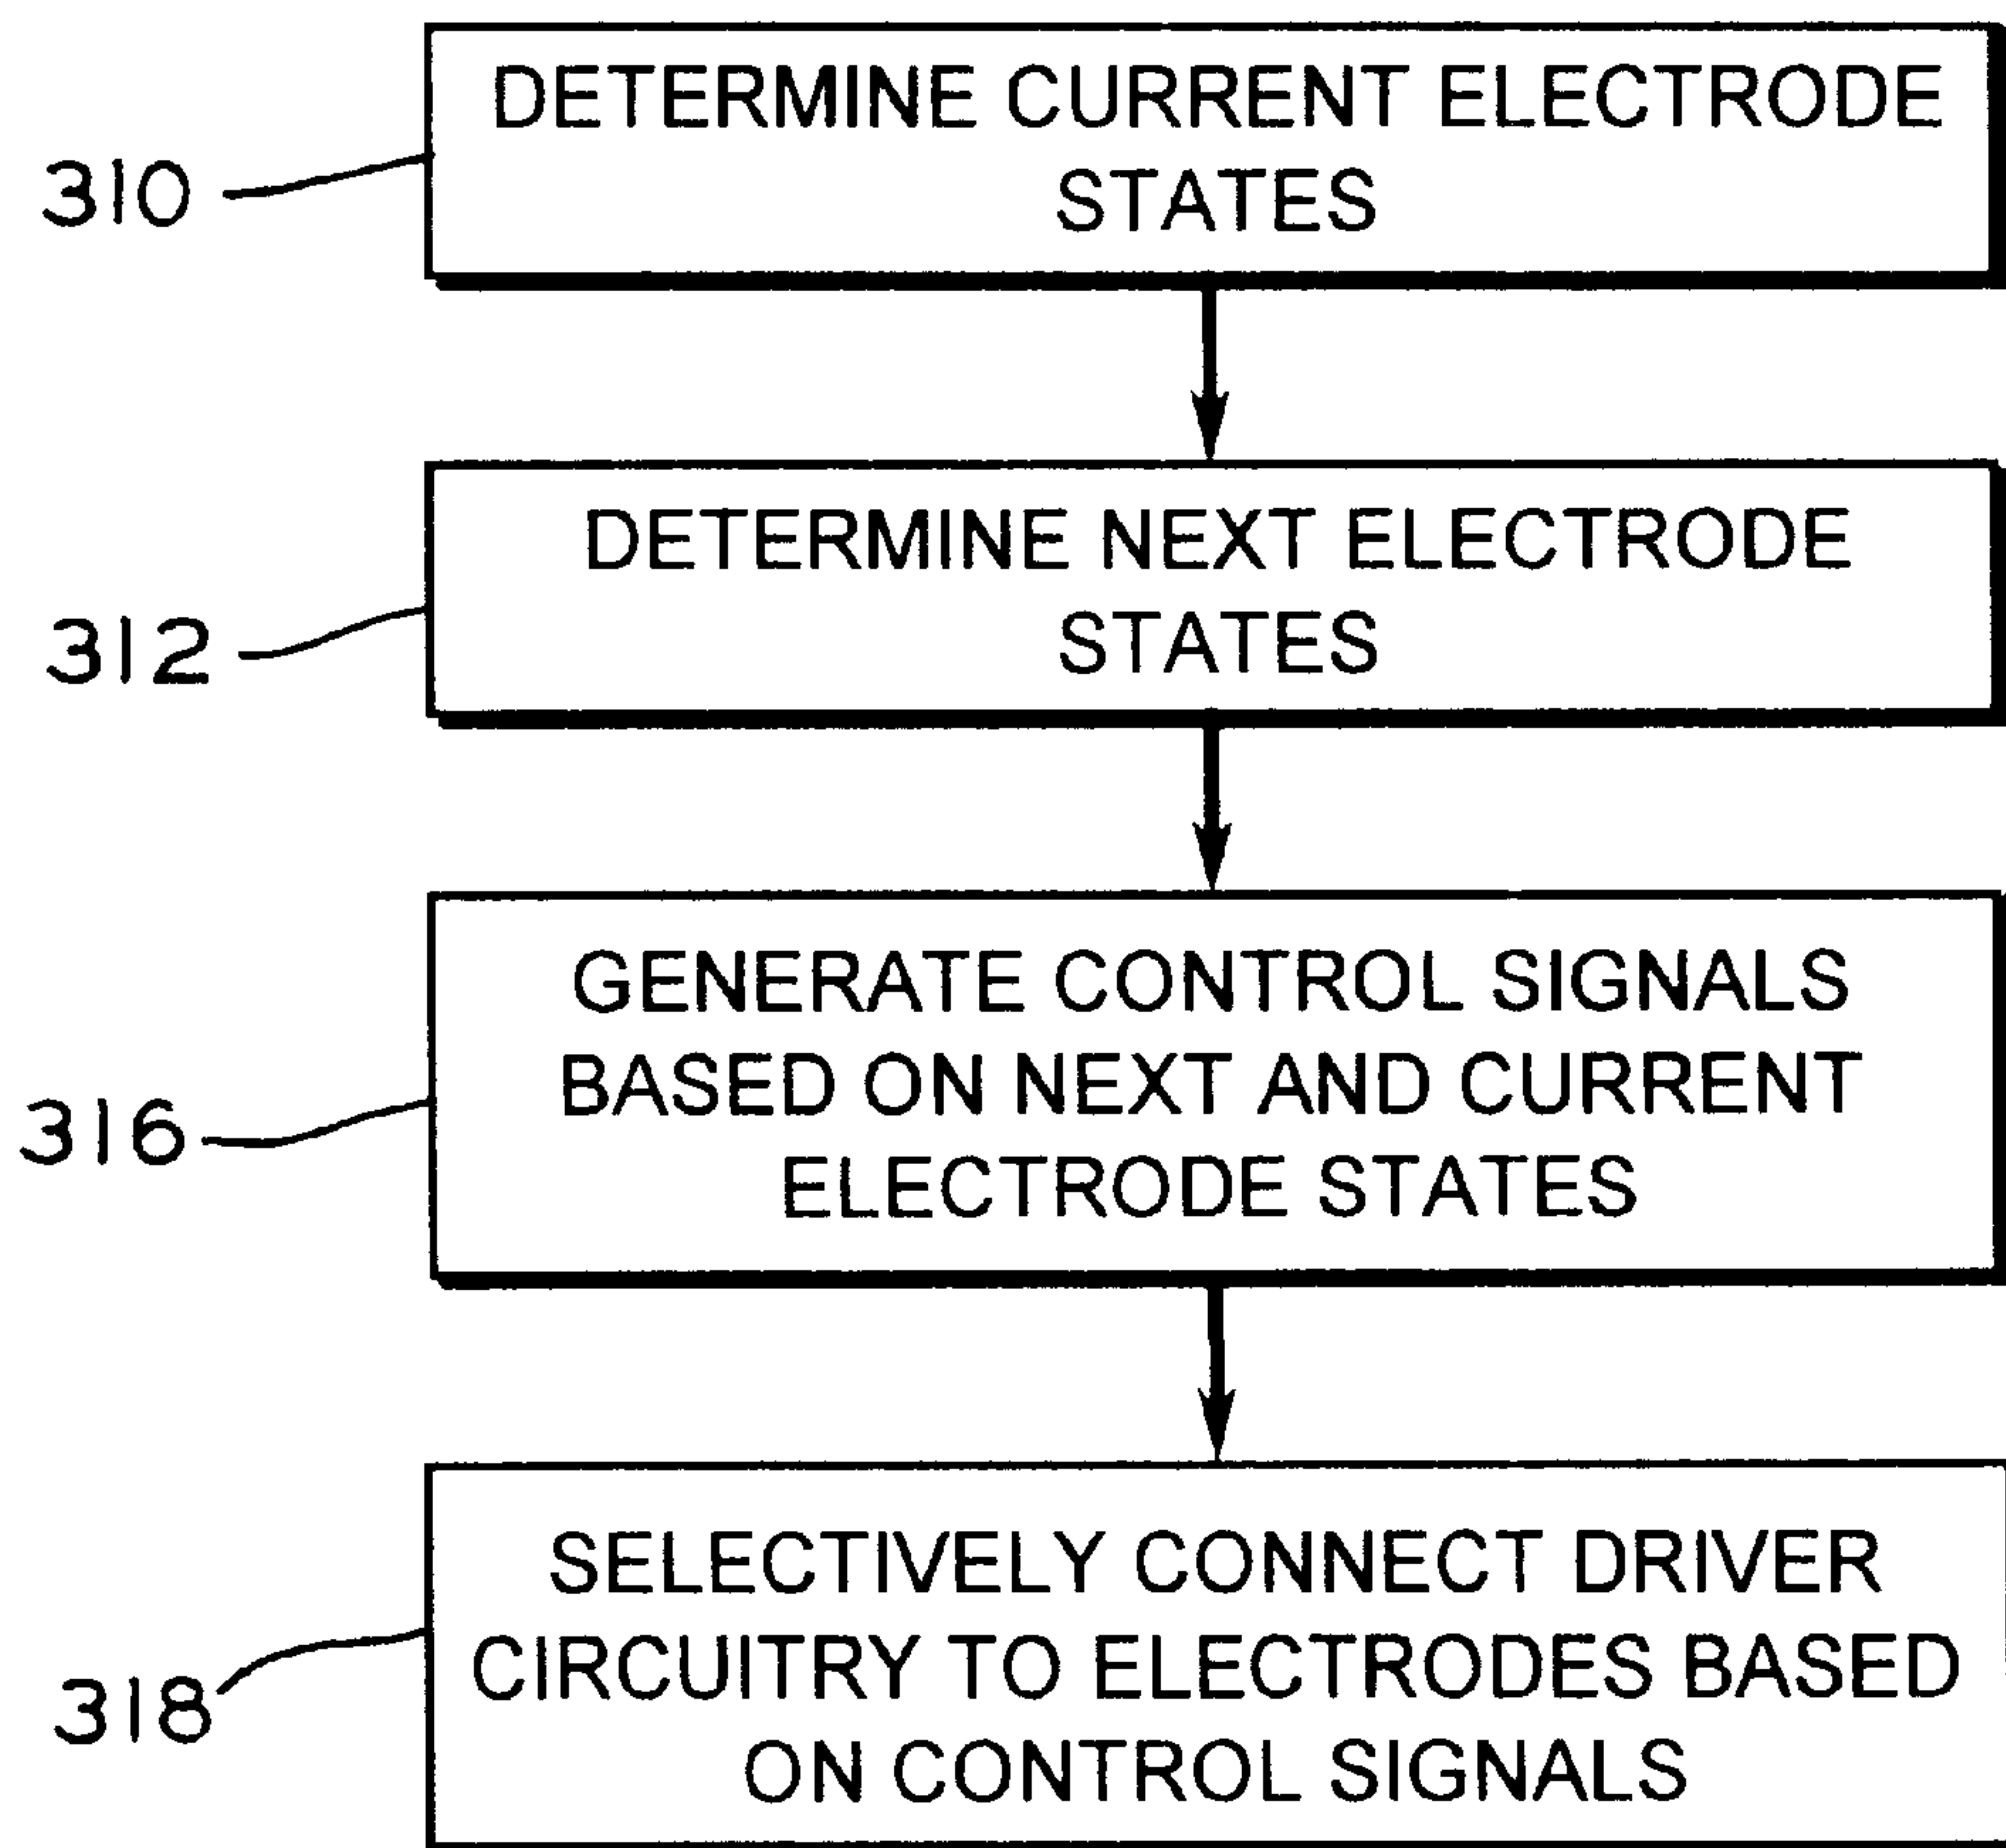 DETERMINE CURRENT ELECTRODE
STATES
310
DETERMINE NEXT ELECTRODE
STATES
312
GENERATE CONTROL SIGNALS
BASED ON NEXT AND CURRENT
ELECTRODE STATES
316
SELECTIVELY CONNECT DRIVER
CIRCUITRY TO ELECTRODES BASED
ON CONTROL SIGNALS
318